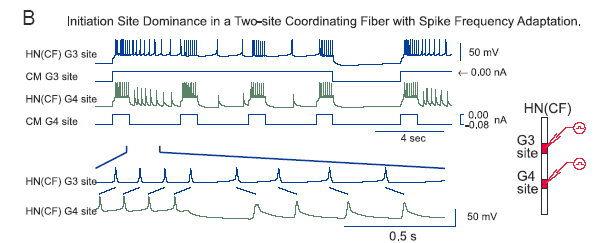 B Initiation Site Dominance in a Two-site Coordinating Fiber with Spike Frequency Adaptation.
HN(CF) G3 site
50 mV
CM G3 site
← 0.00 nA
HN(CF) G4 site
CM G4 site
0.00 nA
-0.08
4 sec
HN(CF)
G3 site
G4 site
HN(CF) G3 site
HN(CF) G4 site
50 mV
0.5 s